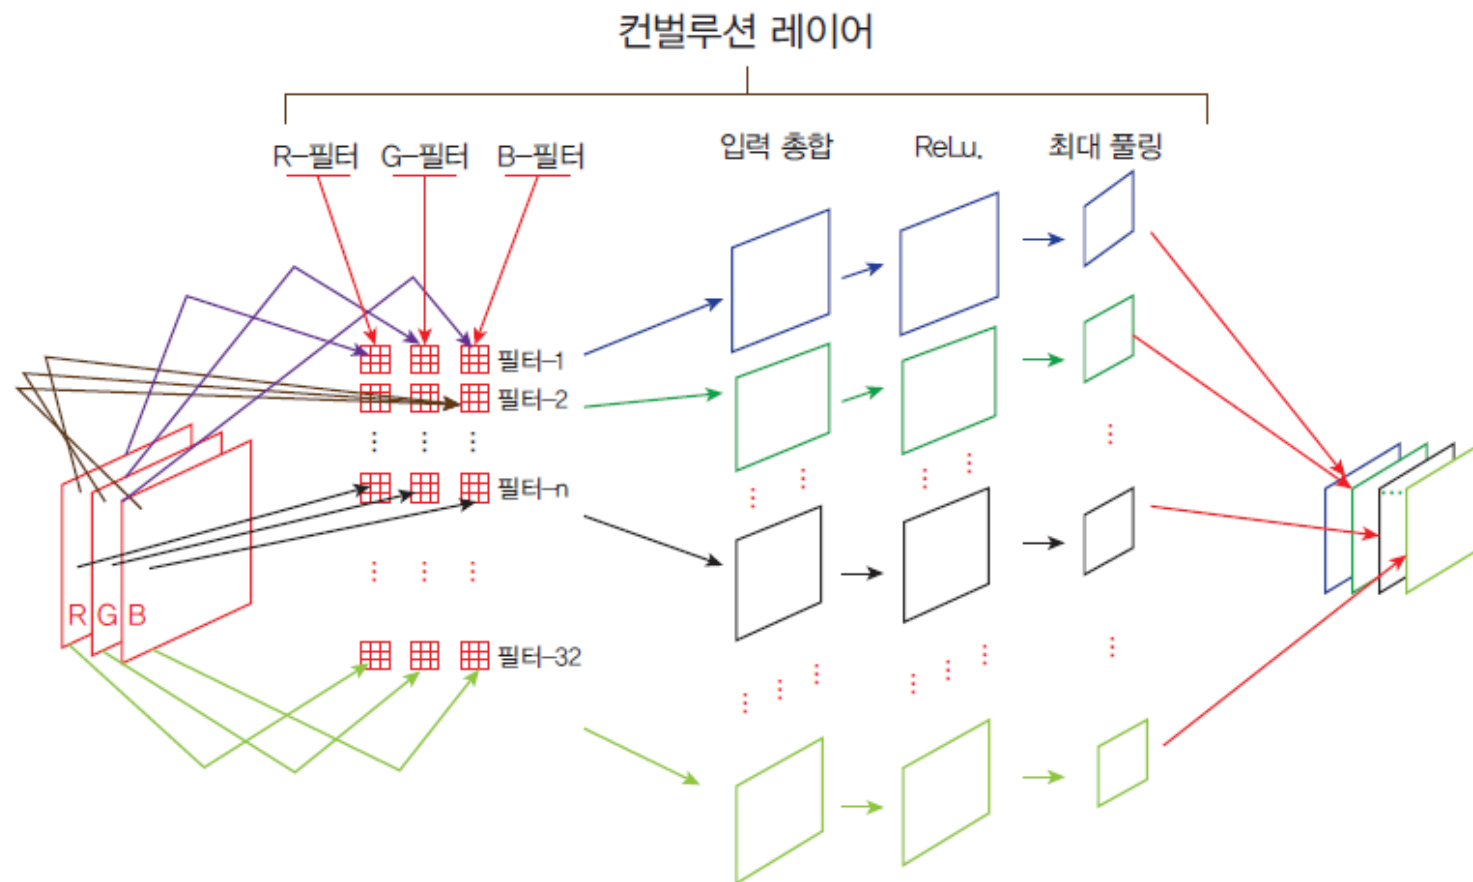 컨벌루션 레이어
R-필터 G-필터 B-필터 입력 총합 ReLu. 최대 풀링
필터-1
필터-2
필터-n
R G B
필터-32